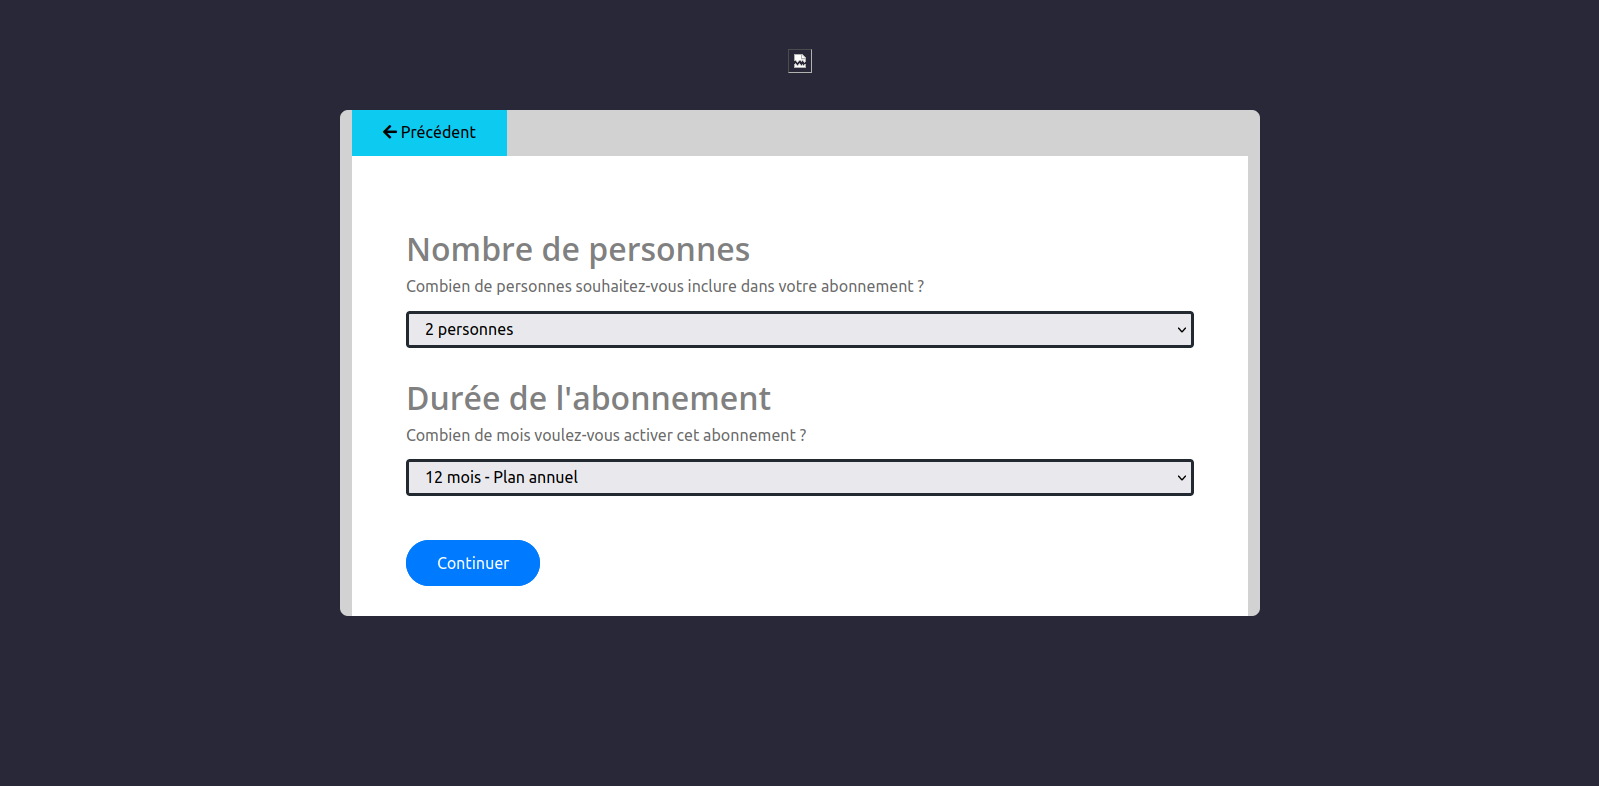 Précédent
Nombre de personnes
Combien de personnes souhaitez-vous inclure dans votre abonnement ?
2 personnes
Durée de l'abonnement
Combien de mois voulez-vous activer cet abonnement ?
12 mois - Plan annuel
Continuer